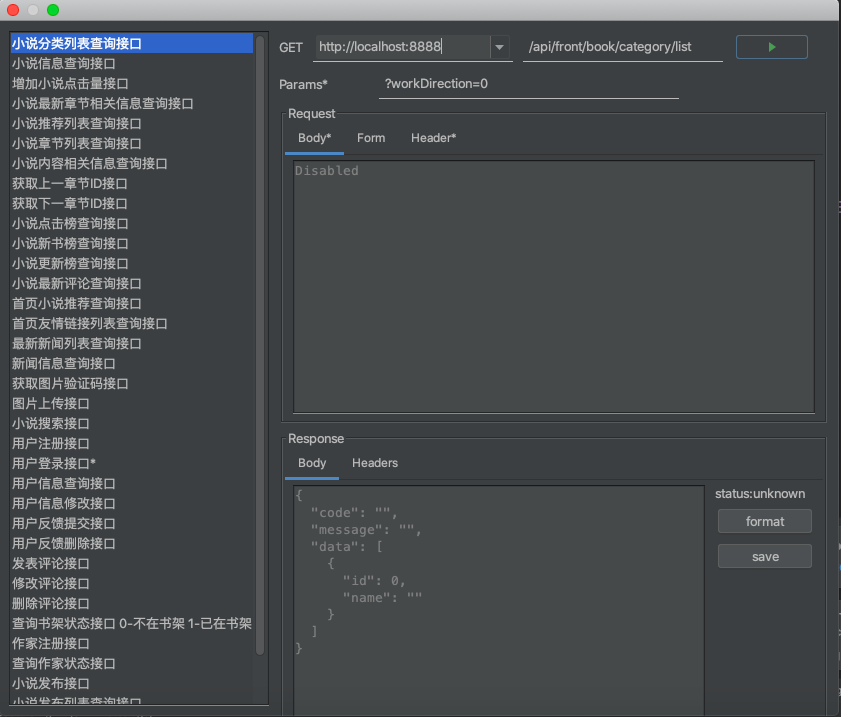 小说分类列表查询接口
小说信息查询接口
增加小说点击量接口
小说最新章节相关信息查询接口
小说推荐列表查询接口
小说章节列表查询接口
小说内容相关信息查询接口
获取上一章节ID接口
获取下一章节ID接口
小说点击榜查询接口
小说新书榜查询接口
小说更新榜查询接口
小说最新评论查询接口
首页小说推荐查询接口
首页友情链接列表查询接口
最新新闻列表查询接口
新闻信息查询接口
获取图片验证码接口
图片上传接口
小说搜索接口
用户注册接口
用户登录接口*
用户信息查询接口
用户信息修改接口
用户反馈提交接口
用户反馈删除接口
发表评论接口
修改评论接口
删除评论接口
查询书架状态接口 0-不在书架 1-已在书架
作家注册接口
查询作家状态接口
小说发布接口
小说发布列表查询接口
GET http://localhost:8888 /api/front/book/category/list
Params* ?workDirection=0
Request
Body* Form Header*
Disabled
Response
Body Headers
{
"code": "",
"message": "",
"data": [
{
"id": 0,
"name": ""
}
]
}
status:unknown
format
save